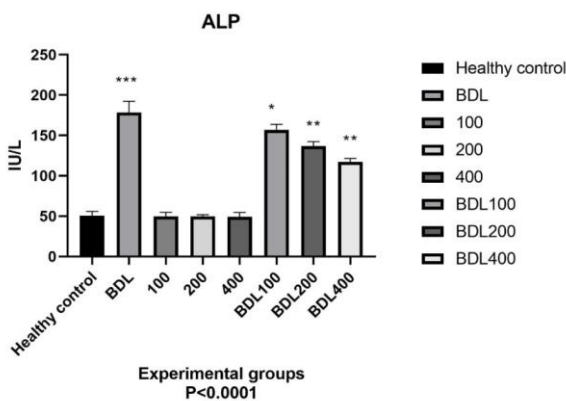 ALP
IU/L
250
200
150
100
50
0
***
*
**
**
Healthy control
BDL
100
200
400
BDL100
BDL200
BDL400
Experimental groups
P<0.0001
Healthy control
BDL
100
200
400
BDL100
BDL200
BDL400